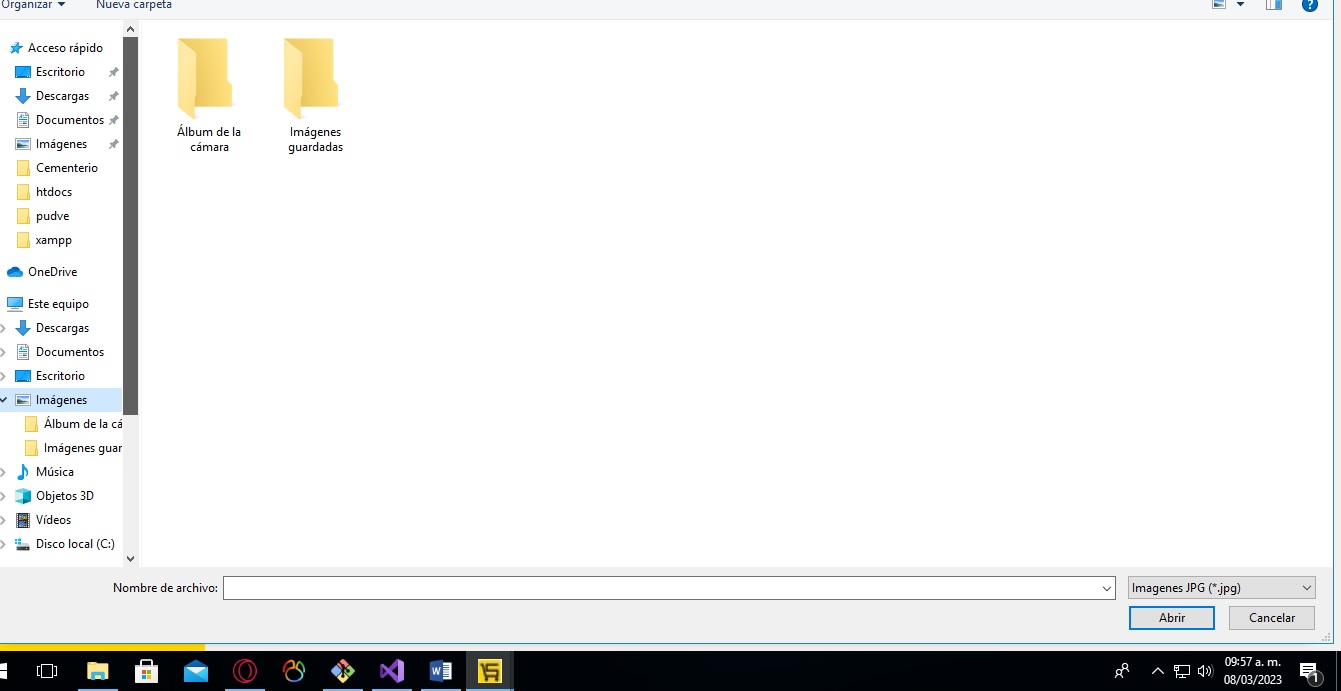 Organizar
Nueva carpeta
Acceso rápido
Escritorio
Descargas
Documentos
Imágenes
Cementerio
htdocs
pudve
xampp
OneDrive
Este equipo
Descargas
Documentos
Escritorio
Imágenes
Álbum de la cá
Imágenes guar
Música
Objetos 3D
Vídeos
Disco local (C:)
Álbum de la
cámara
Imágenes
guardadas
Nombre de archivo:
Imagenes JPG (*.jpg)
Abrir
Cancelar
09:57 a. m.
08/03/2023
1